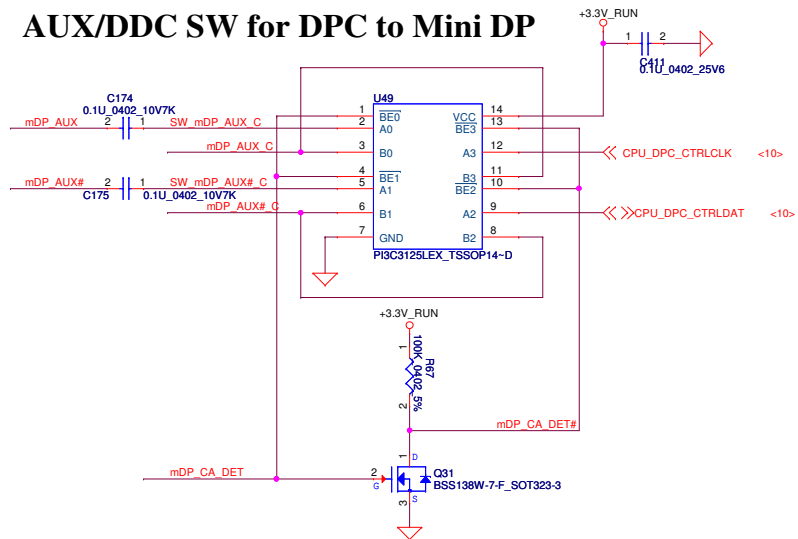 AUX/DDC SW for DPC to Mini DP
+3.3V_RUN
1 2
C411
0.1U_0402_25V6
C174
0.1U_0402_10V7K
mDP_AUX 2 1 SW_mDP_AUX_C
mDP_AUX_C
mDP_AUX# 2 1 SW_mDP_AUX#_C
C175 0.1U_0402_10V7K
mDP_AUX#_C
U49
1 BE0 VCC 14
2 A0 BE3 13
3 B0 A3 12 CPU_DPC_CTRLCLK <10>
4 BE1 B3 11
5 A1 BE2 10
6 B1 A2 9 CPU_DPC_CTRLDAT <10>
7 GND B2 8
PI3C3125LEX_TSSOP14~D
+3.3V_RUN
1
R67
100K_0402_5%
2
mDP_CA_DET#
mDP_CA_DET
1 D
2 G
3 S
Q31
BSS138W-7-F_SOT323-3